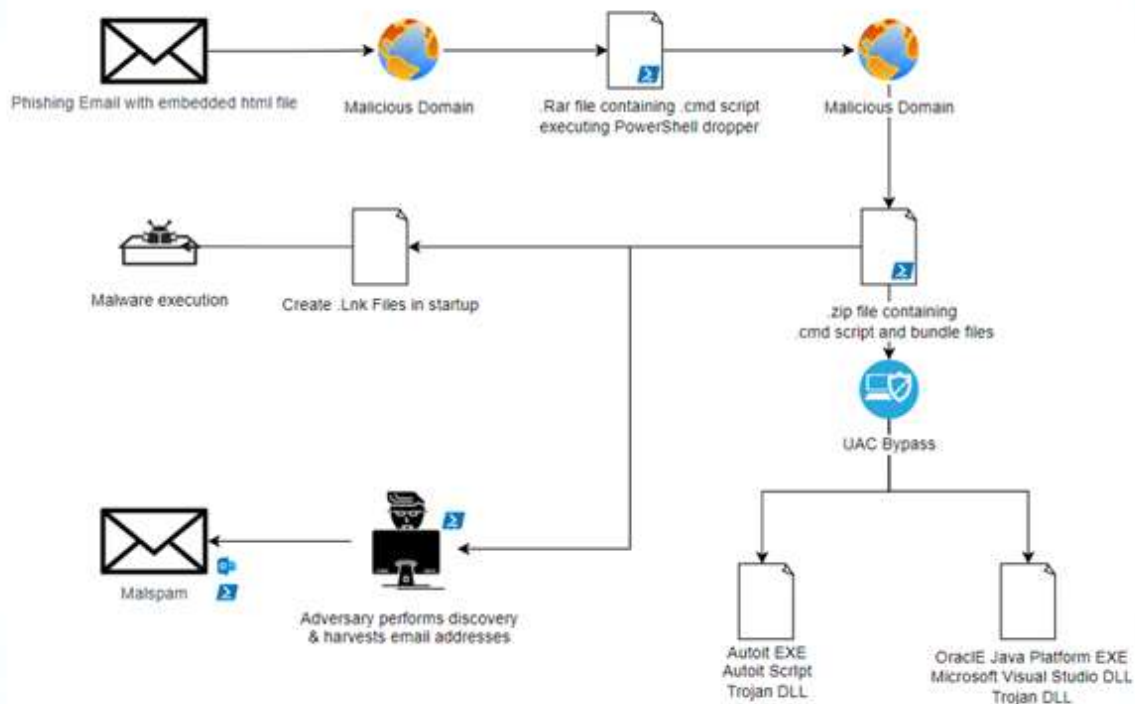 Phishing Email with embedded html file
Malicious Domain
.Rar file containing .cmd script
executing PowerShell dropper
Malicious Domain
Malware execution
Create .Lnk Files in startup
.zip file containing
.cmd script and bundle files
UAC Bypass
Malspam
Adversary performs discovery
& harvests email addresses
Autoit EXE
Autoit Script
Trojan DLL
OraclE Java Platform EXE
Microsoft Visual Studio DLL
Trojan DLL